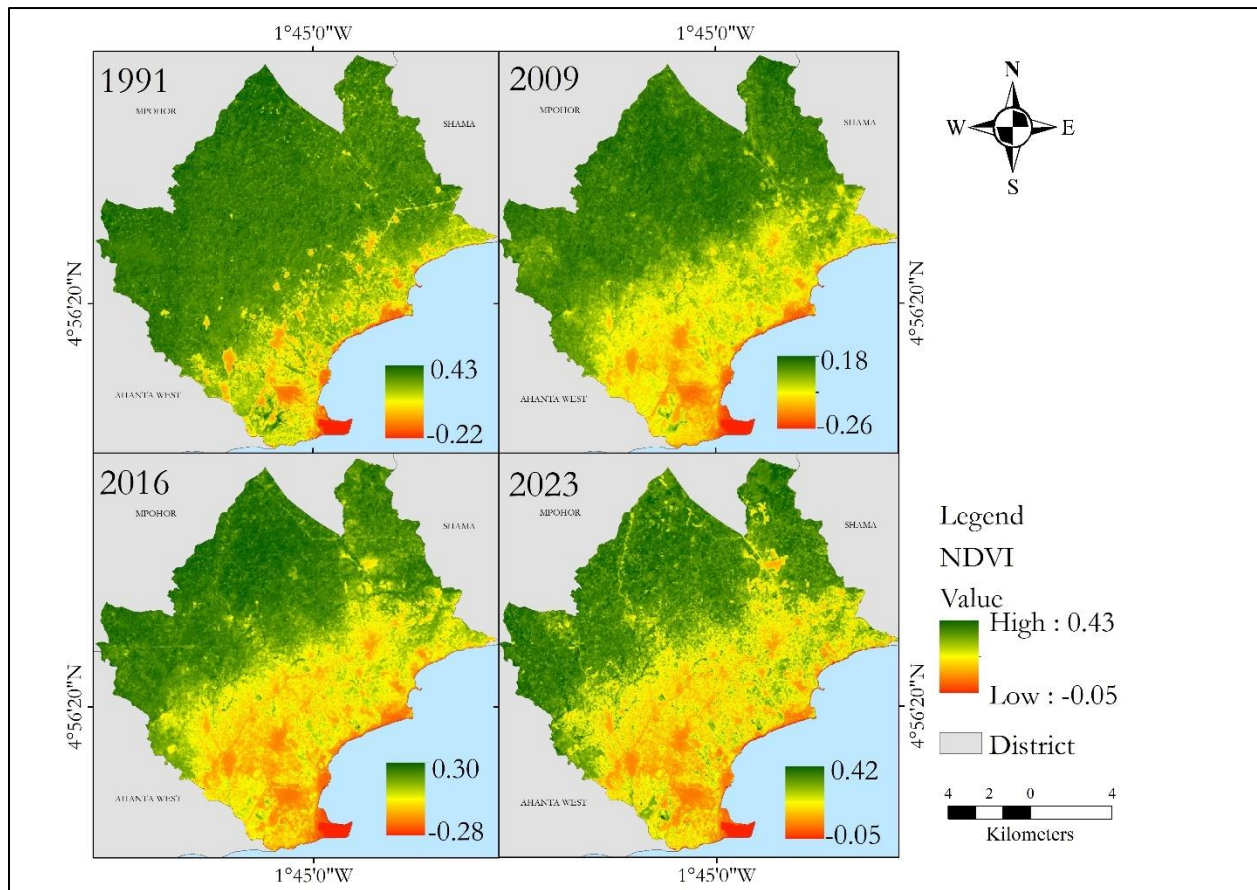 1°45'0"W
1°45'0"W
1991
MPOHOR
SHAMA
AHANTA WEST
0.43
-0.22
2009
MPOHOR
SHAMA
AHANTA WEST
0.18
-0.26
4°56'20"N
4°56'20"N
N
W
E
S
2016
MPOHOR
SHAMA
AHANTA WEST
0.30
-0.28
2023
MPOHOR
SHAMA
AHANTA WEST
0.42
-0.05
4°56'20"N
4°56'20"N
1°45'0"W
1°45'0"W
Legend
NDVI
Value
High : 0.43
Low : -0.05
District
4 2 0 4
Kilometers